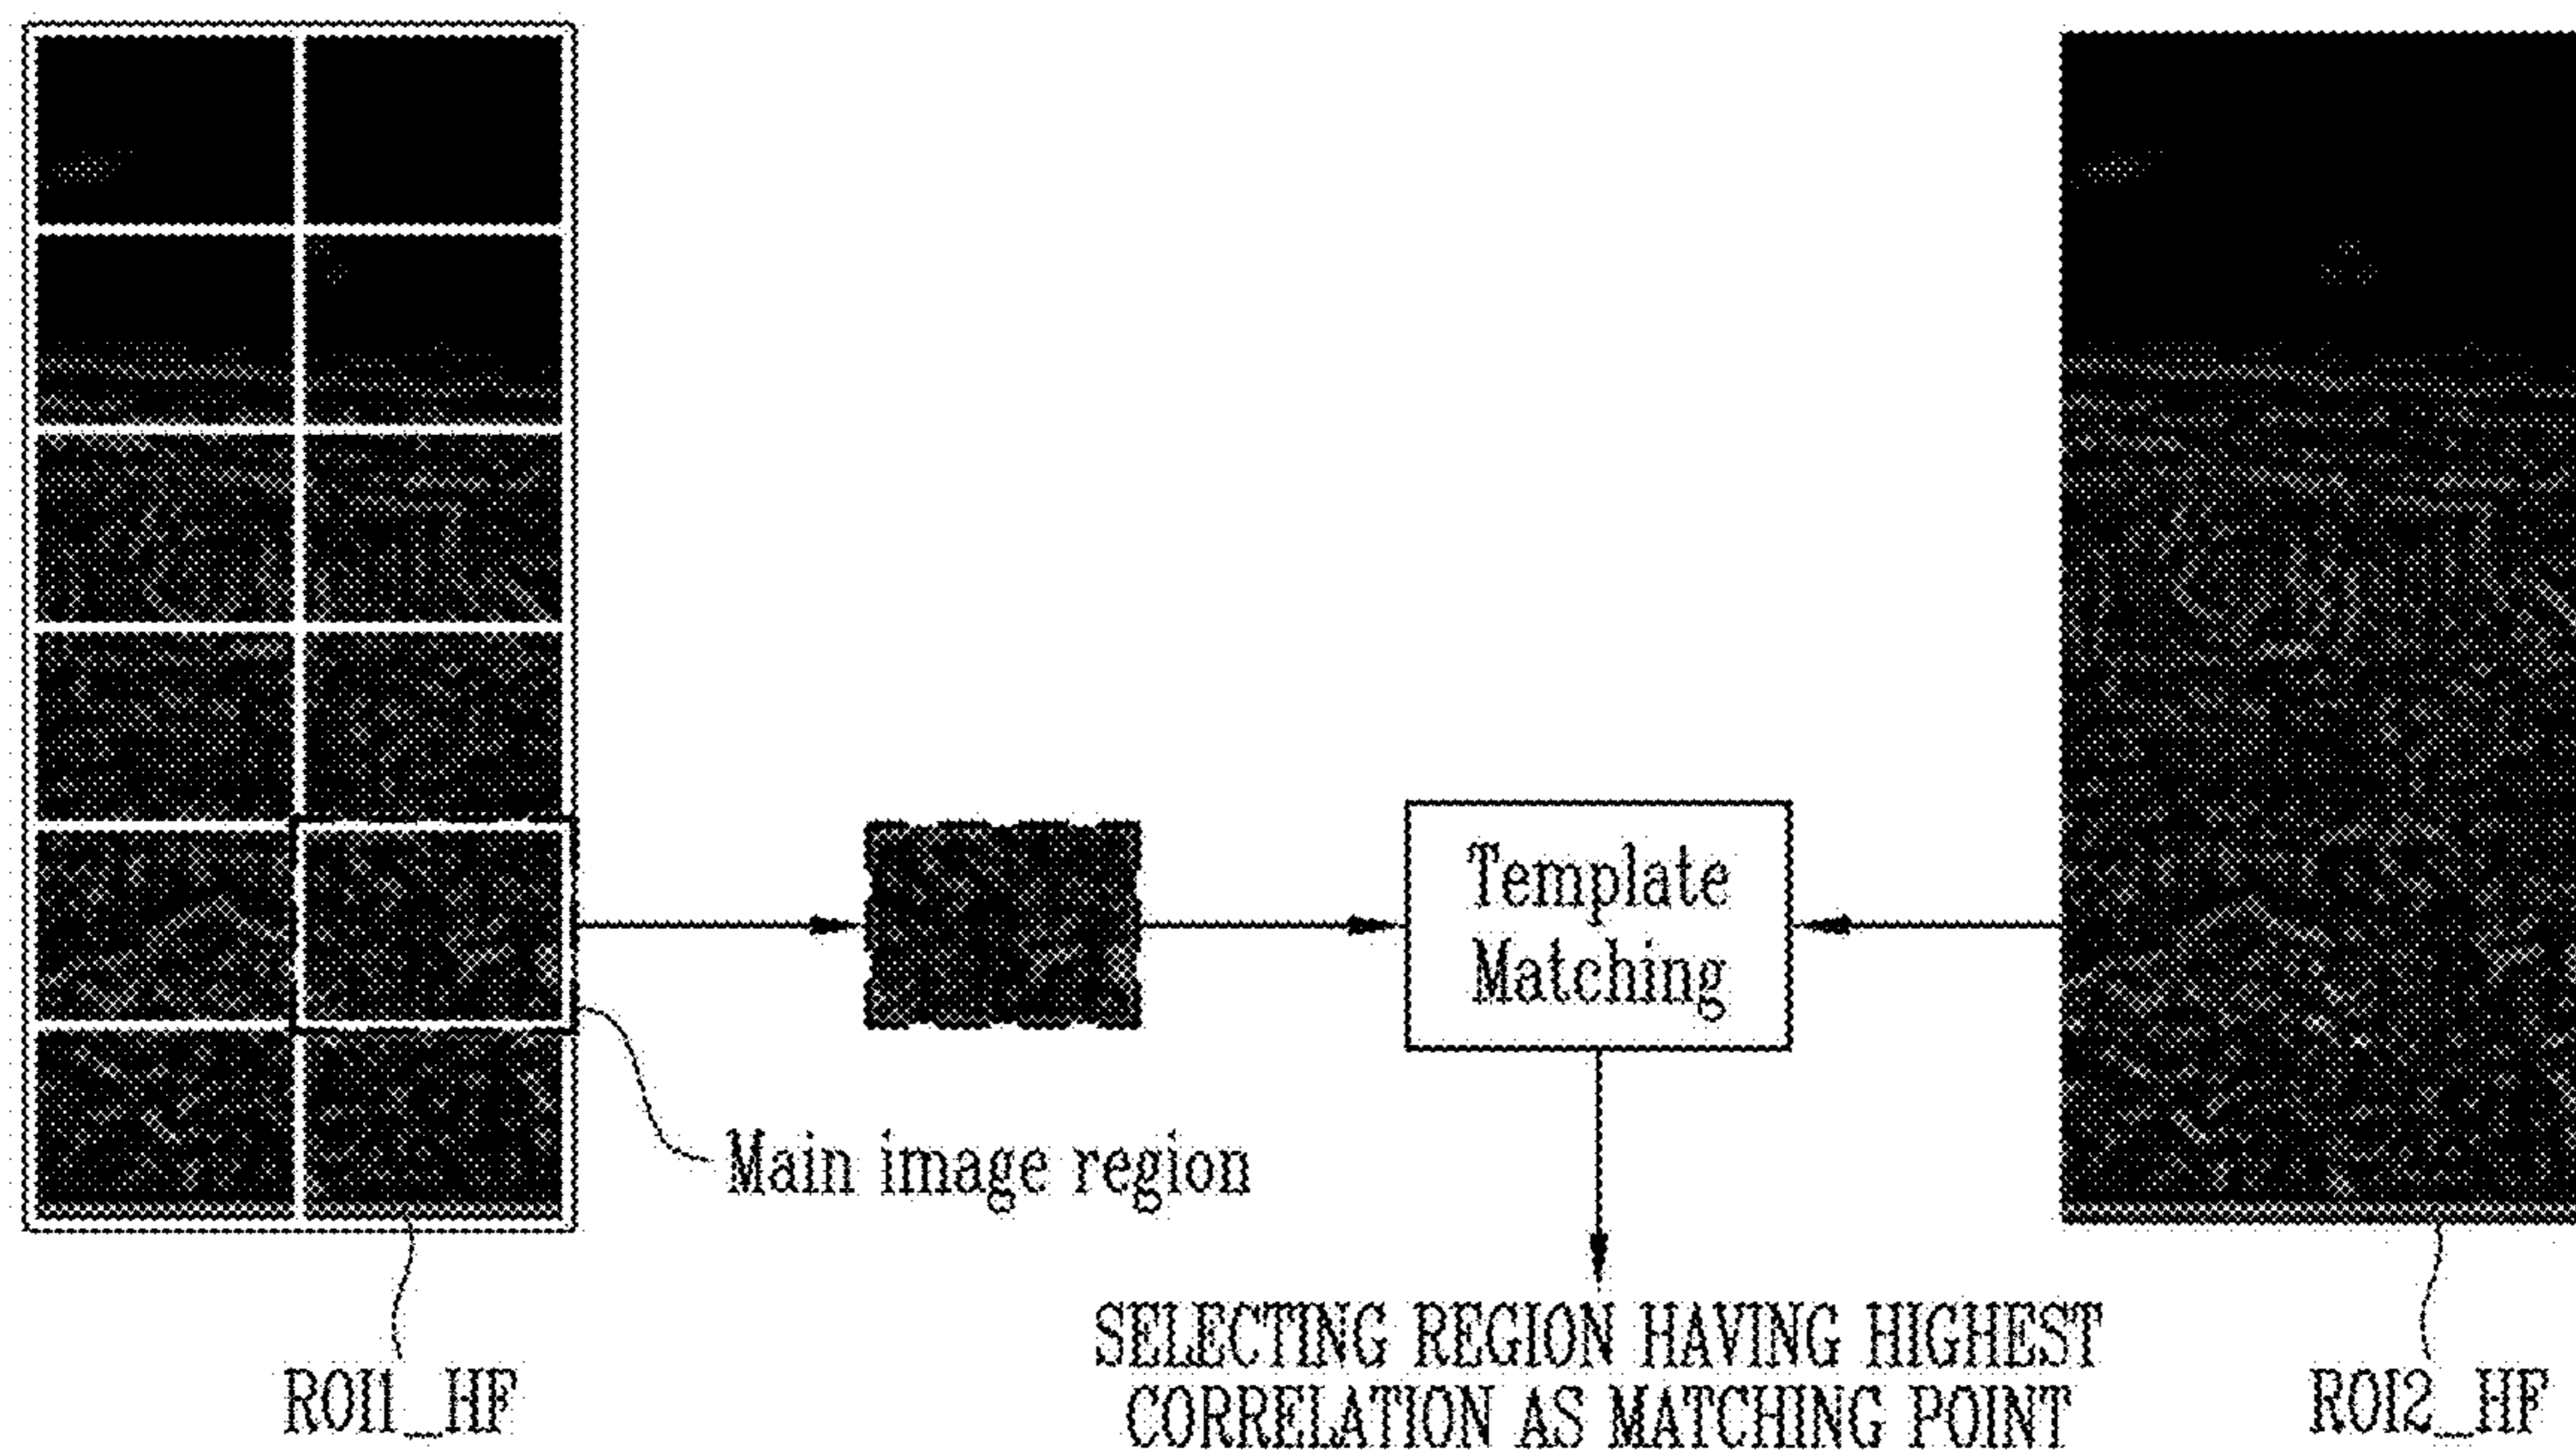 Template
Matching
Main image region
SELECTING REGION HAVING HIGHEST
CORRELATION AS MATCHING POINT
ROI1_HF
ROI2_HF